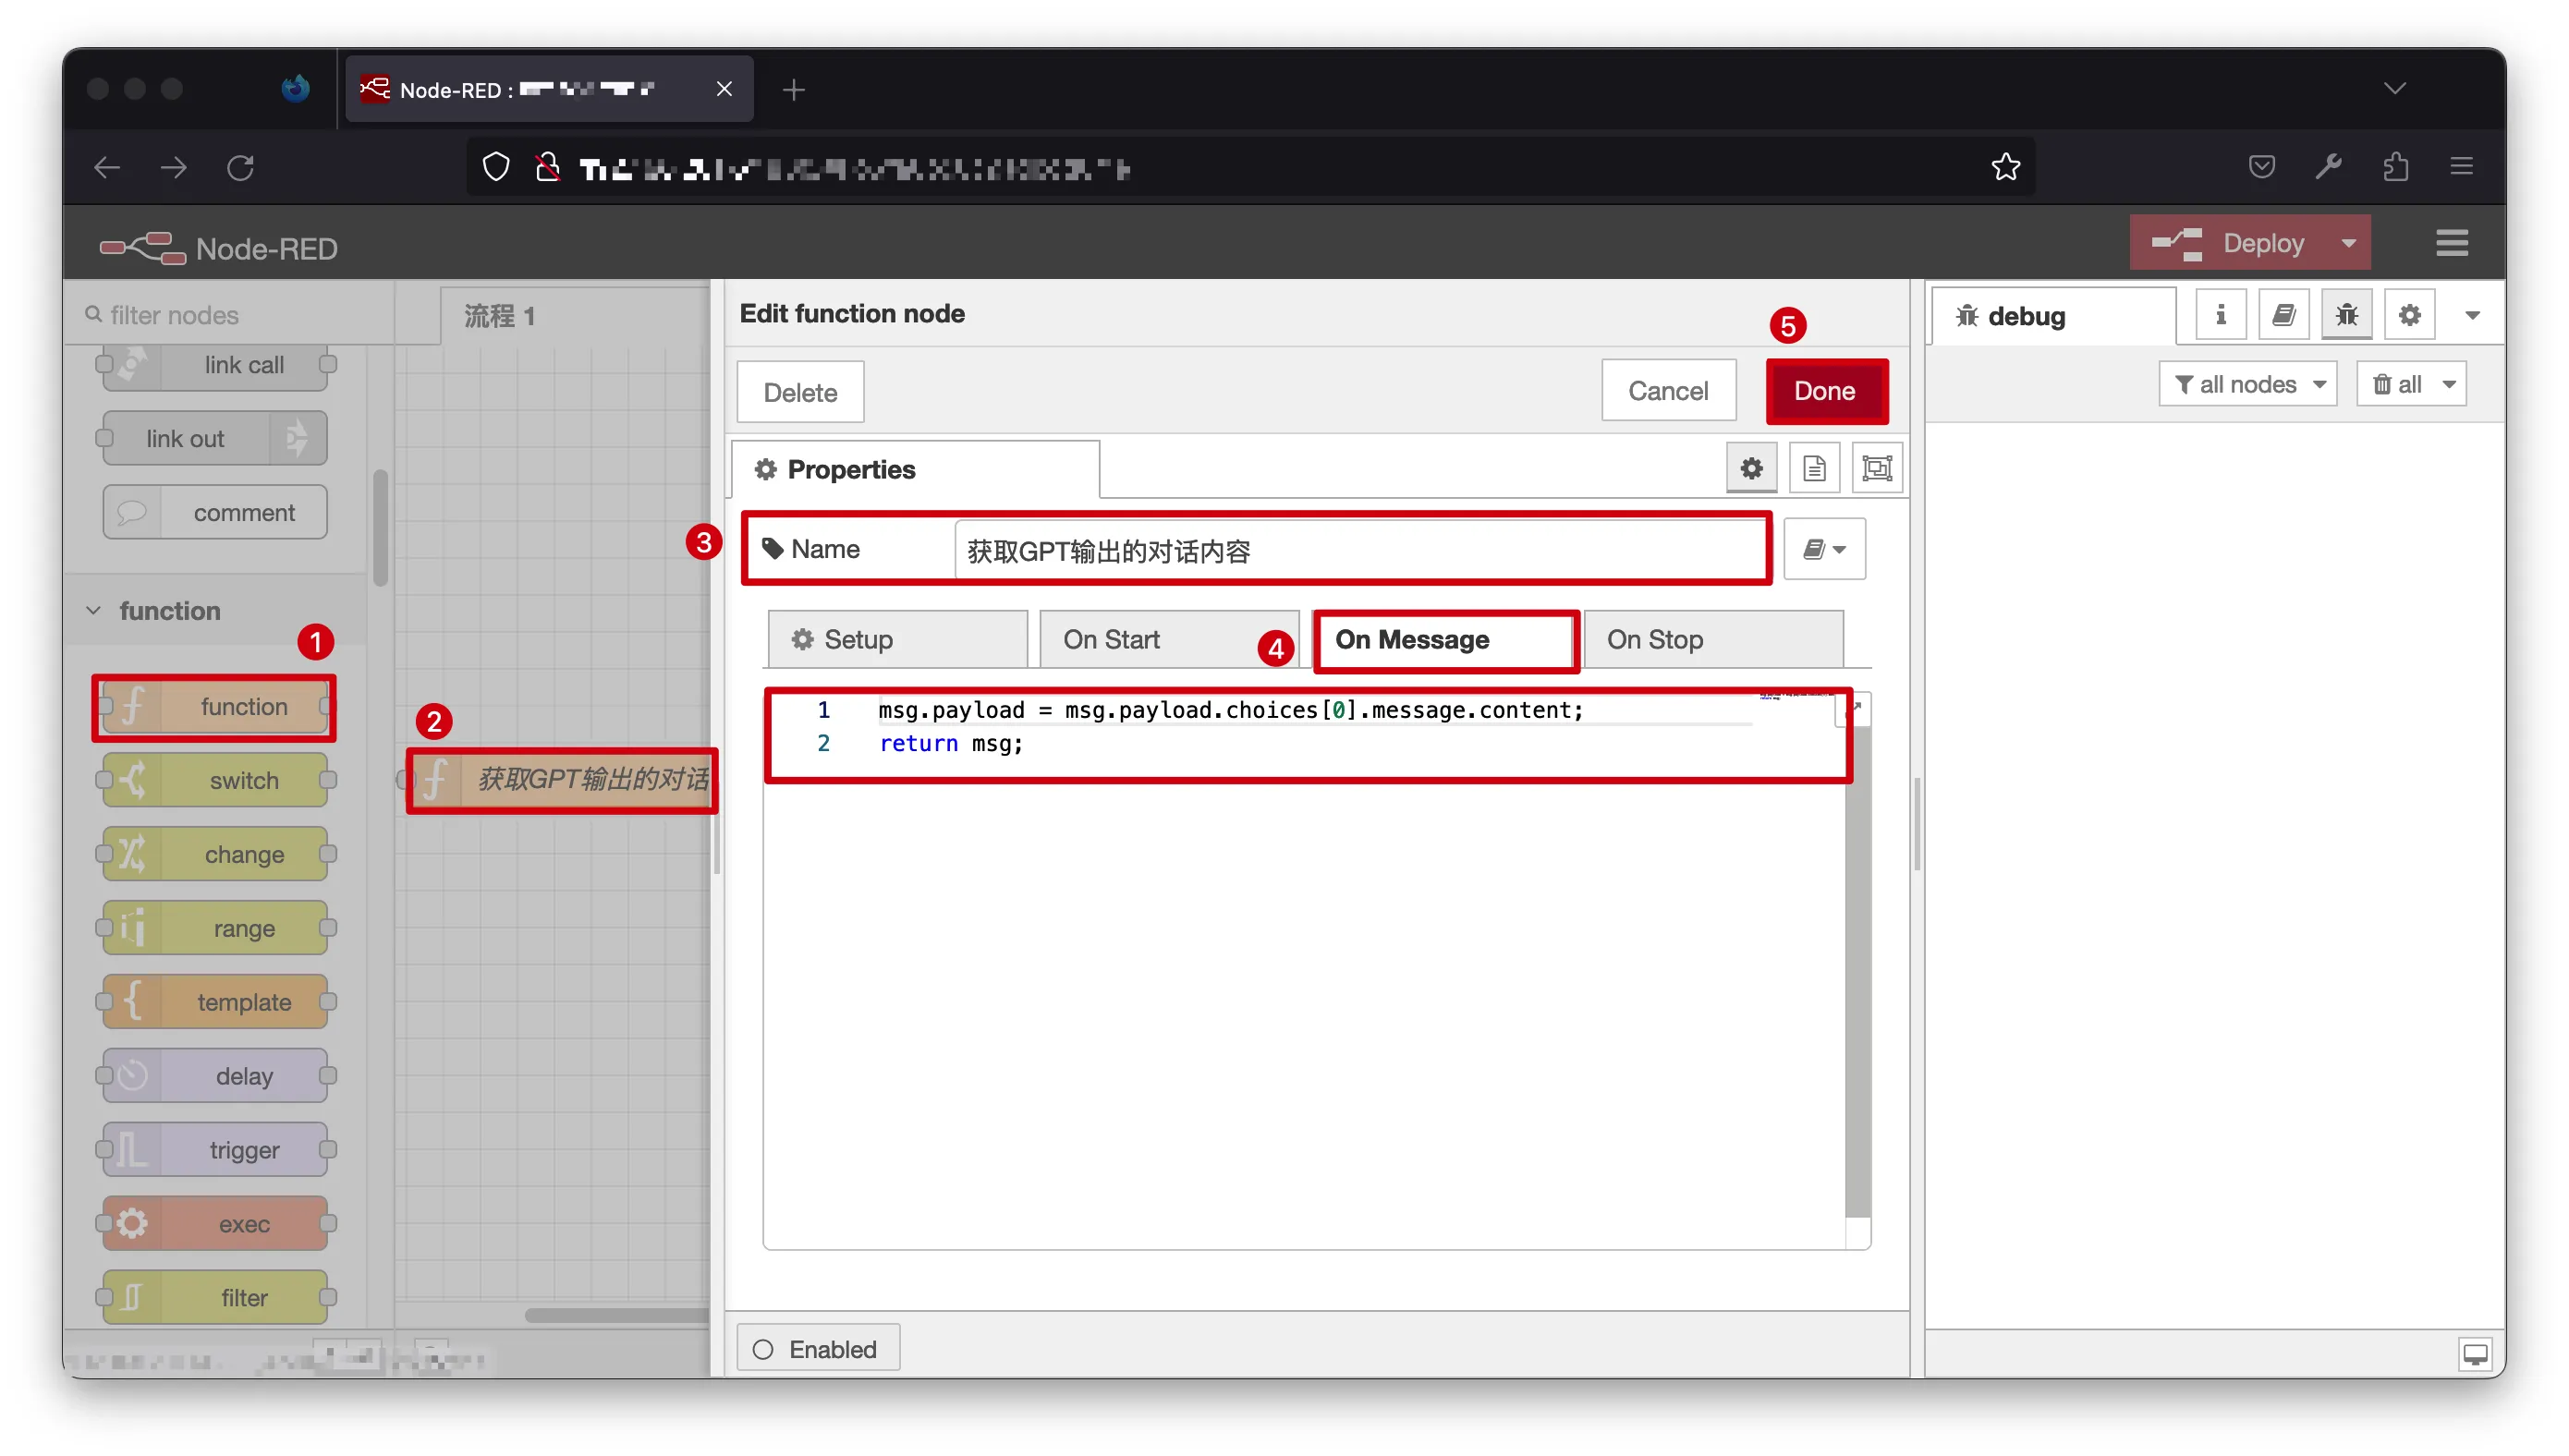 Node-RED :
Node-RED
Deploy
filter nodes
link call
link out
comment
function
1
function
switch
change
range
template
delay
trigger
exec
filter
流程 1
2
获取GPT输出的对话
Edit function node
5
Delete
Cancel
Done
Properties
3
Name
获取GPT输出的对话内容
Setup
On Start
4
On Message
On Stop
1 msg.payload = msg.payload.choices[0].message.content;
2 return msg;
Enabled
debug
all nodes
all